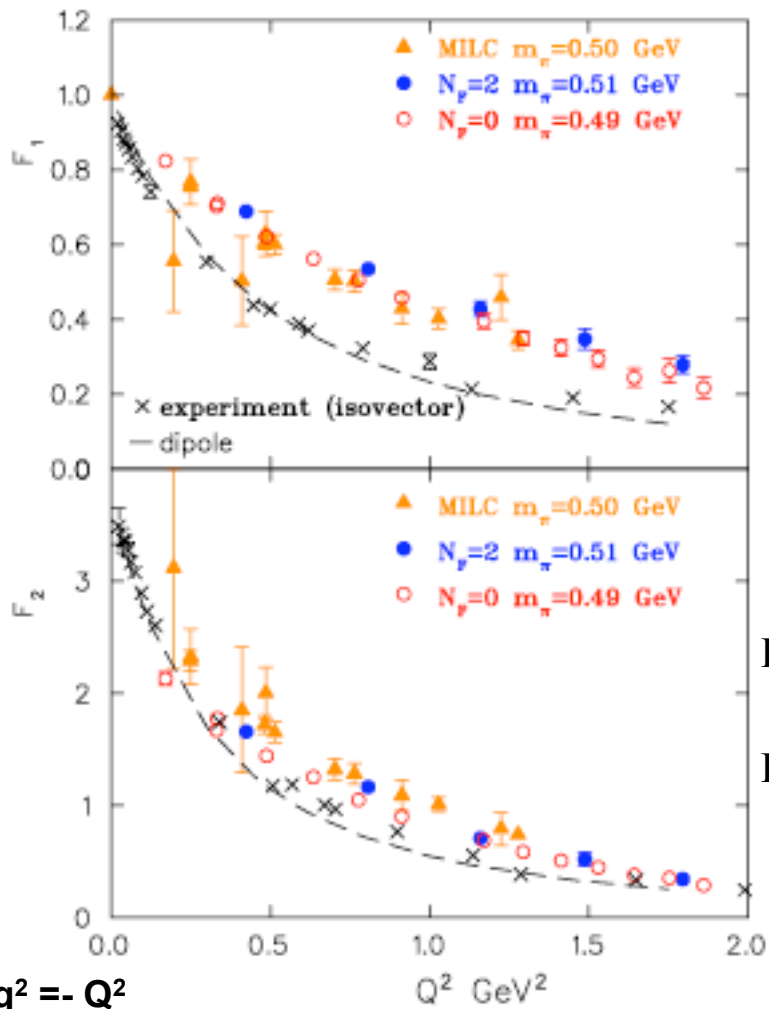 1.2
1.0
0.8
0.6
0.4
0.2
0.0
F₁
MILC m_π=0.50 GeV
N_F=2 m_π=0.51 GeV
N_F=0 m_π=0.49 GeV
× experiment (isovector)
— dipole
3
2
1
0
F₂
MILC m_π=0.50 GeV
N_F=2 m_π=0.51 GeV
N_F=0 m_π=0.49 GeV
0.0 0.5 1.0 1.5 2.0
Q² GeV²
q² =- Q²